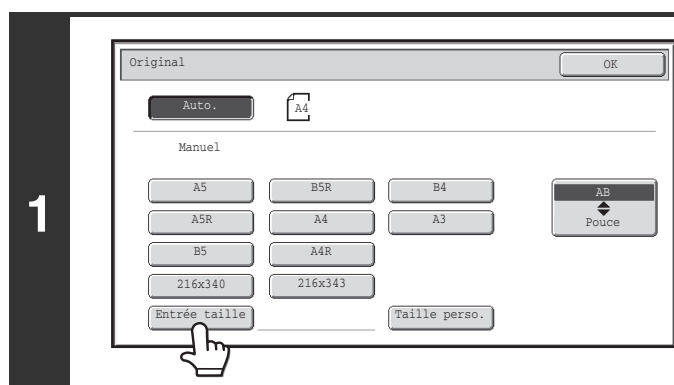 1
Original
OK
Auto.
A4
Manuel
A5 B5R B4
AB
A5R A4 A3
Pouce
B5 A4R
216x340 216x343
Entrée taille Taille perso.